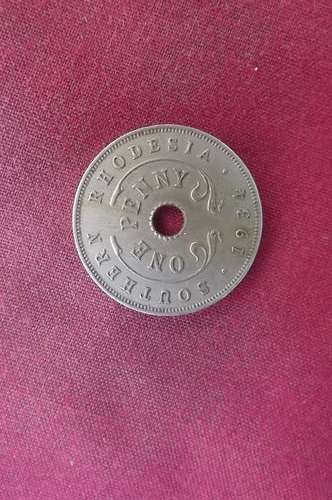 SOUTHERN RHODESIA · 1934 ·
ONE PENNY